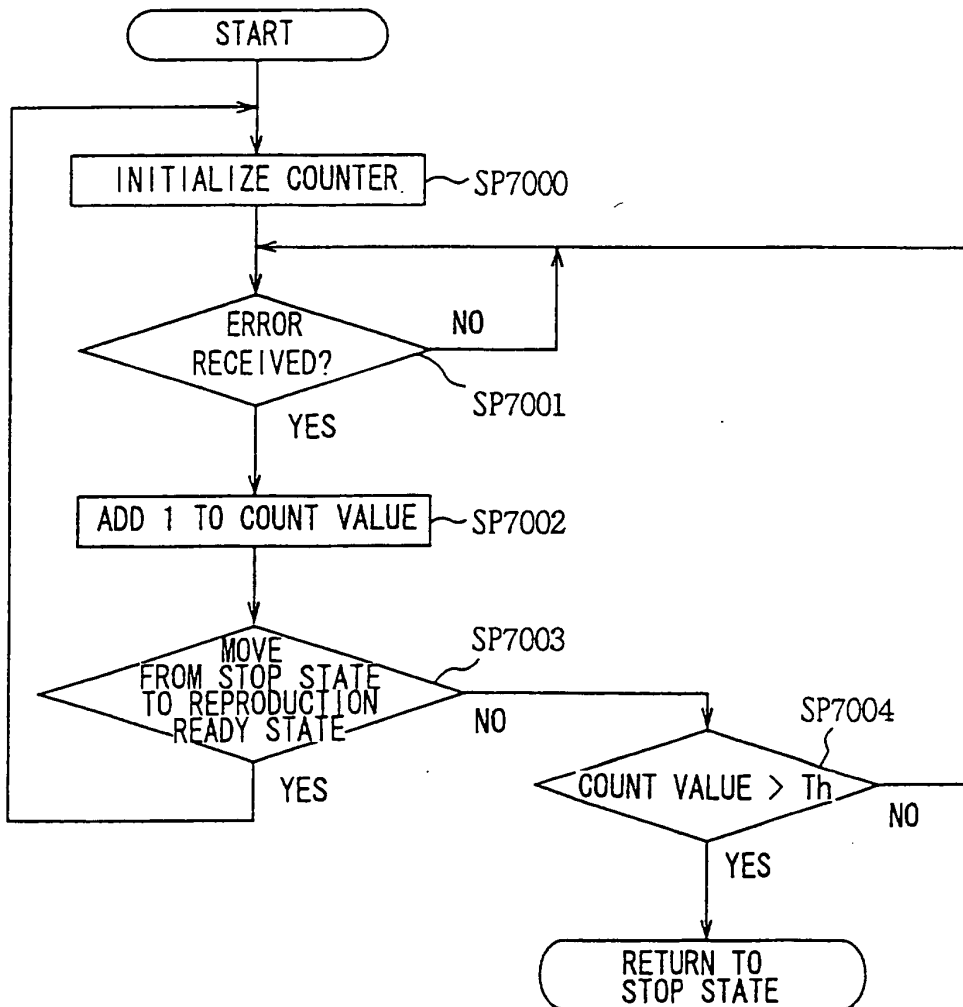 START
INITIALIZE COUNTER
SP7000
ERROR
RECEIVED?
NO
SP7001
YES
ADD 1 TO COUNT VALUE
SP7002
MOVE
FROM STOP STATE
TO REPRODUCTION
READY STATE
SP7003
NO
YES
SP7004
COUNT VALUE > Th
NO
YES
RETURN TO
STOP STATE